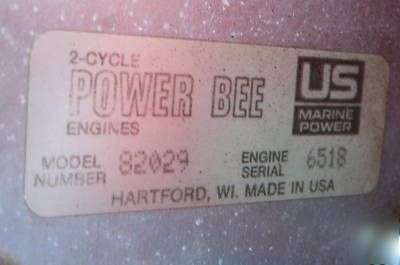 2-CYCLE
POWER BEE
ENGINES
US
MARINE
POWER
MODEL NUMBER 82029
ENGINE SERIAL 6518
HARTFORD, WI. MADE IN USA